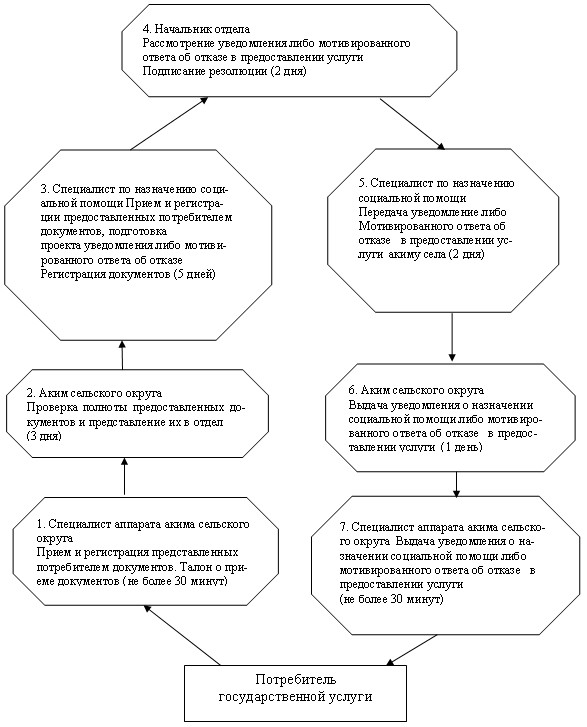 4. Начальник отдела
Рассмотрение уведомления либо мотивированного
ответа об отказе в предоставлении услуги
Подписание резолюции (2 дня)
3. Специалист по назначению соци-
альной помощи Прием и регистра-
ции предоставленных потребителем
документов, подготовка
проекта уведомления либо мотиви-
рованного ответа об отказе
Регистрация документов (5 дней)
5. Специалист по назначению
социальной помощи
Передача уведомление либо
Мотивированного ответа об
отказе в предоставлении ус-
луги акиму села (2 дня)
2. Аким сельского округа
Проверка полноты предоставленных до-
кументов и представление их в отдел
(3 дня)
6. Аким сельского округа
Выдача уведомления о назначении
социальной помощи либо мотивиро-
ванного ответа об отказе в предос-
тавлении услуги (1 день)
1. Специалист аппарата акима сельского
округа
Прием и регистрация представленных
потребителем документов. Талон о при-
еме документов (не более 30 минут)
7. Специалист аппарата акима сельско-
го округа Выдача уведомления о на-
значении социальной помощи либо
мотивированного ответа об отказе в
предоставлении услуги
(не более 30 минут)
Потребитель
государственной услуги